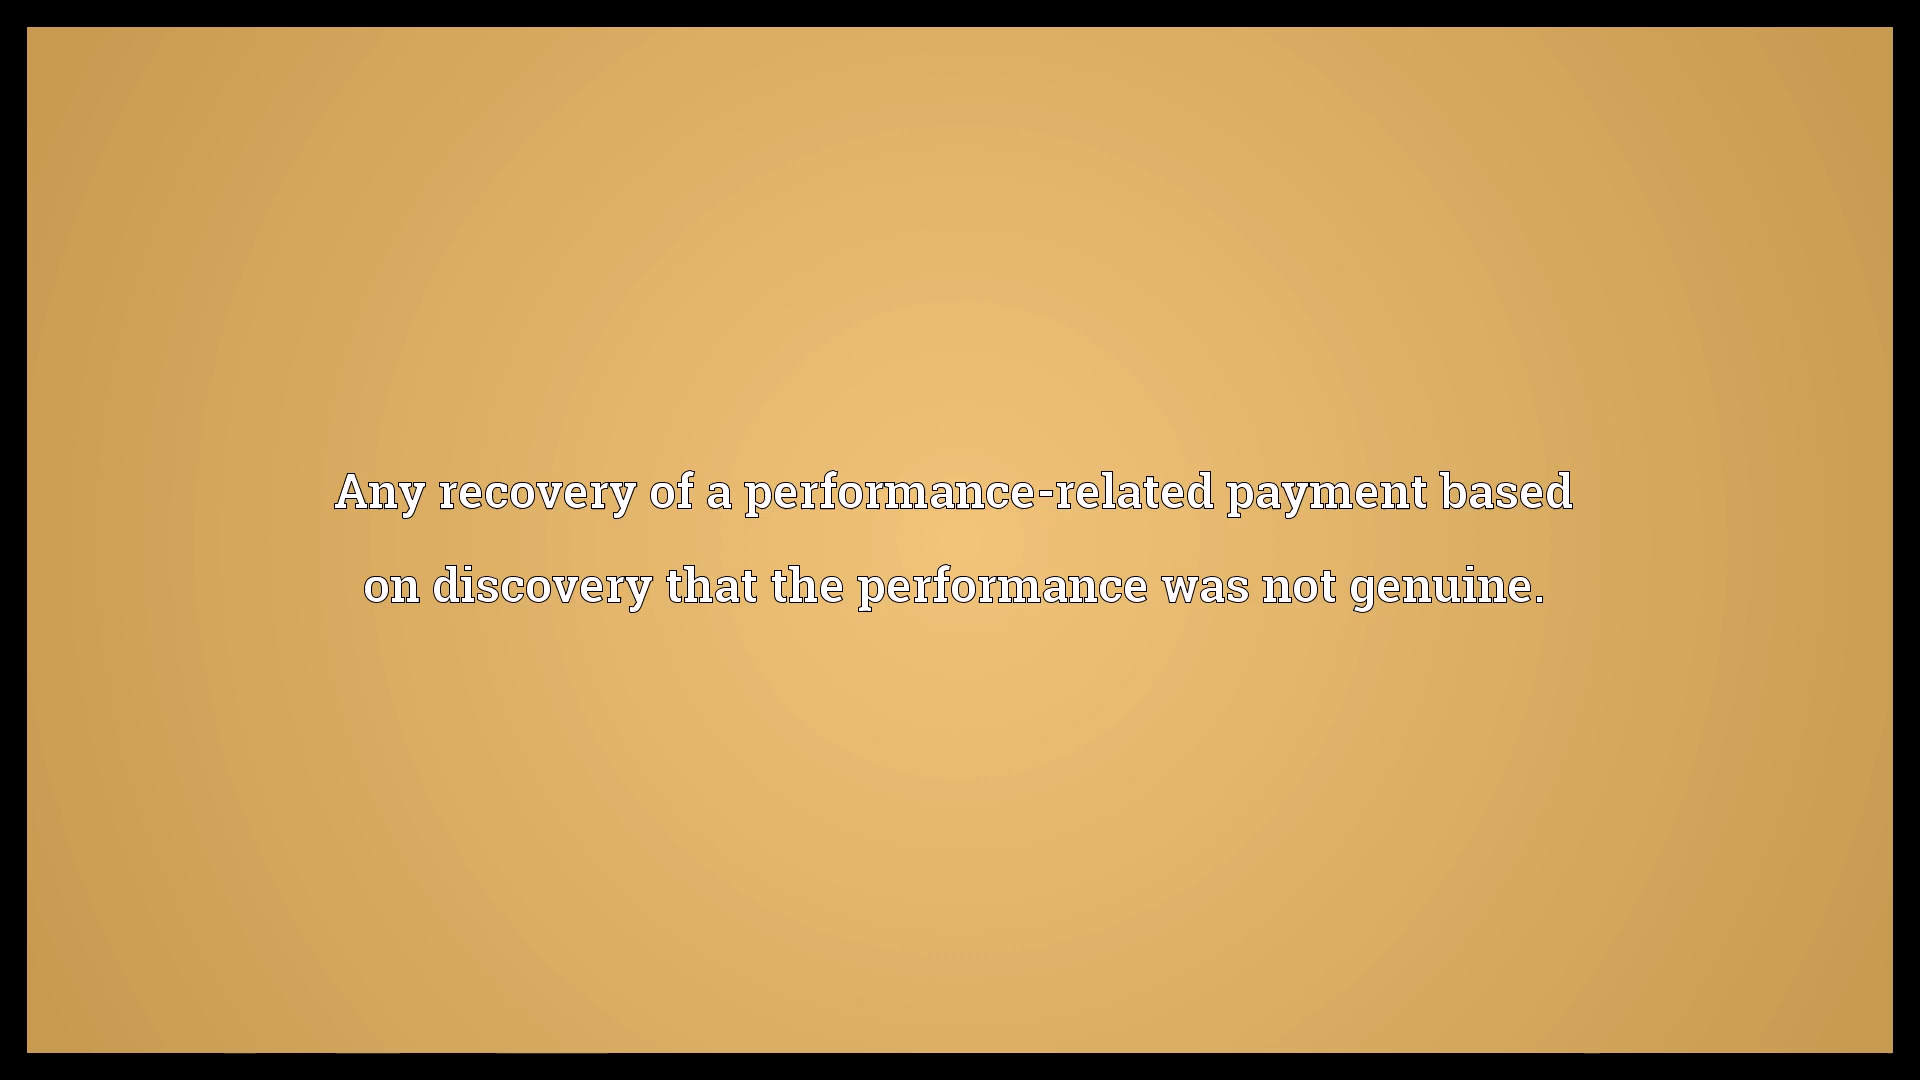 Any recovery of a performance-related payment based
on discovery that the performance was not genuine.